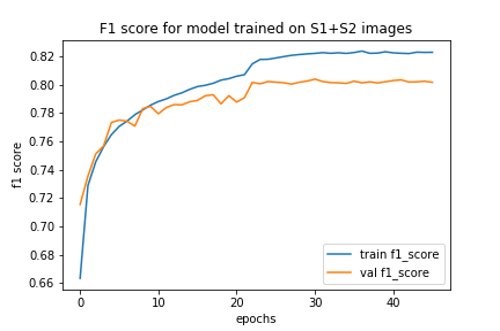 F1 score for model trained on S1+S2 images
0.82
0.80
0.78
0.76
0.74
0.72
0.70
0.68
0.66
f1 score
train f1_score
val f1_score
0 10 20 30 40
epochs